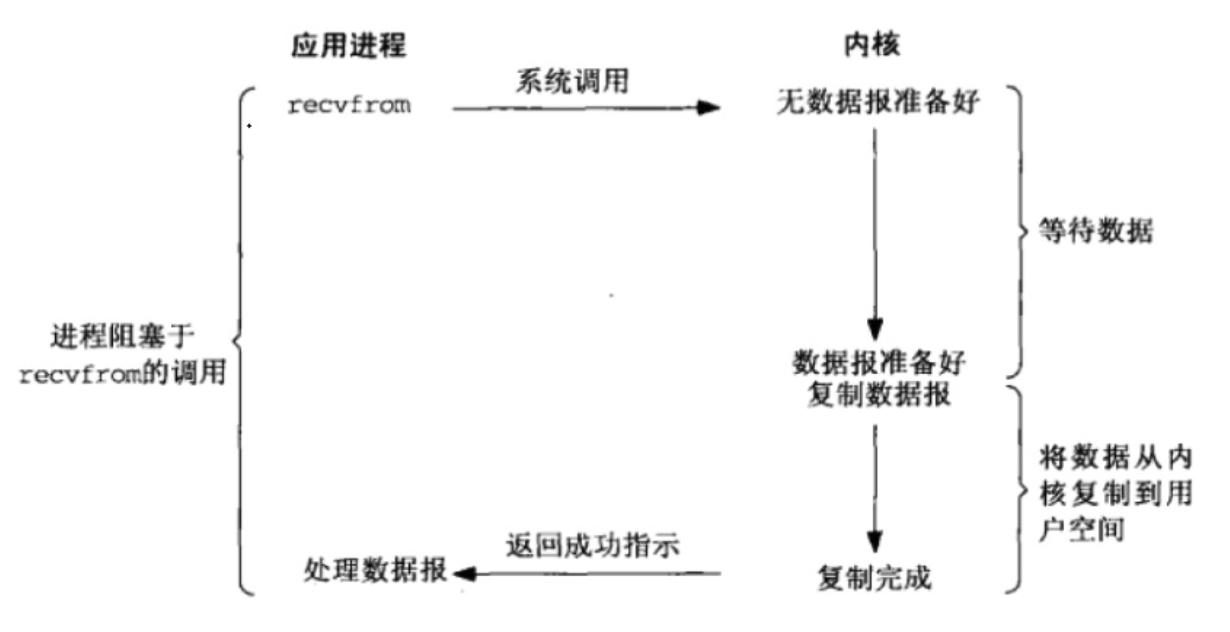 应用进程
内核
系统调用
recvfrom
无数据报准备好
等待数据
进程阻塞于
recvfrom的调用
数据报准备好
复制数据报
将数据从内
核复制到用
户空间
返回成功指示
处理数据报
复制完成